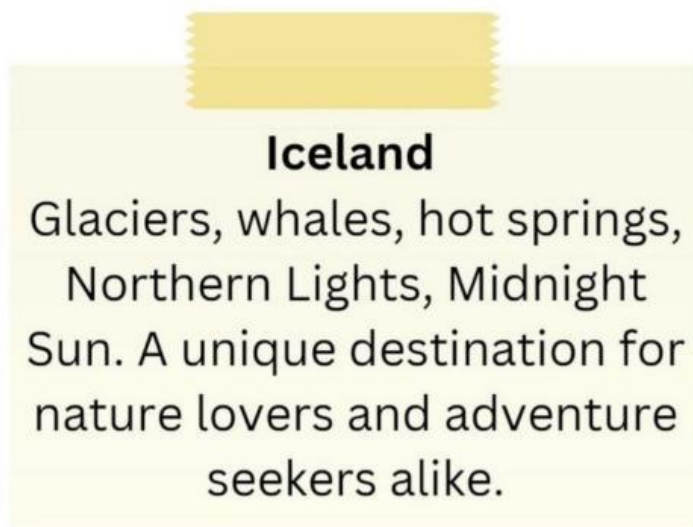 Iceland
Glaciers, whales, hot springs,
Northern Lights, Midnight
Sun. A unique destination for
nature lovers and adventure
seekers alike.